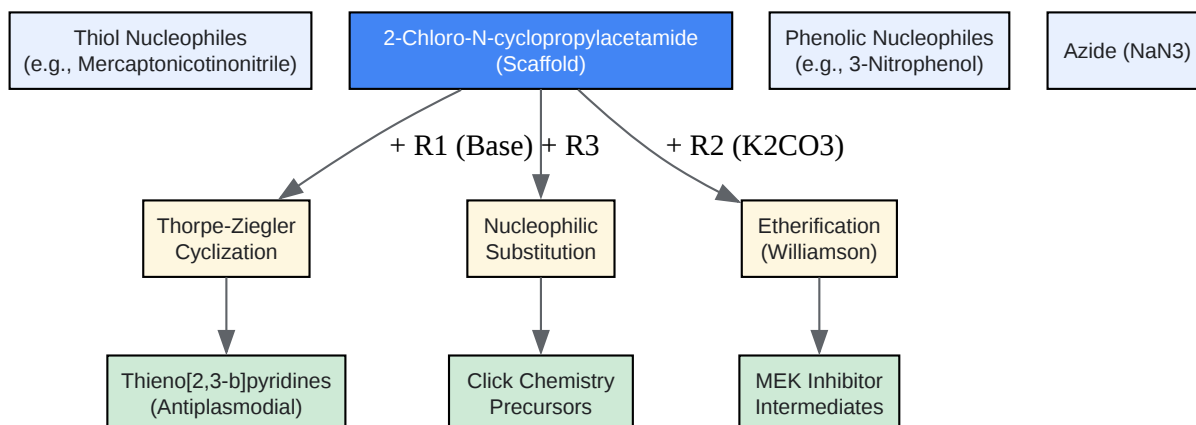 Thiol Nucleophiles
(e.g., Mercaptonicotinonitrile)
2-Chloro-N-cyclopropylacetamide
(Scaffold)
Phenolic Nucleophiles
(e.g., 3-Nitrophenol)
Azide (NaN3)
+ R1 (Base)
+ R3
+ R2 (K2CO3)
Thorpe-Ziegler
Cyclization
Nucleophilic
Substitution
Etherification
(Williamson)
Thieno[2,3-b]pyridines
(Antiplasmodial)
Click Chemistry
Precursors
MEK Inhibitor
Intermediates